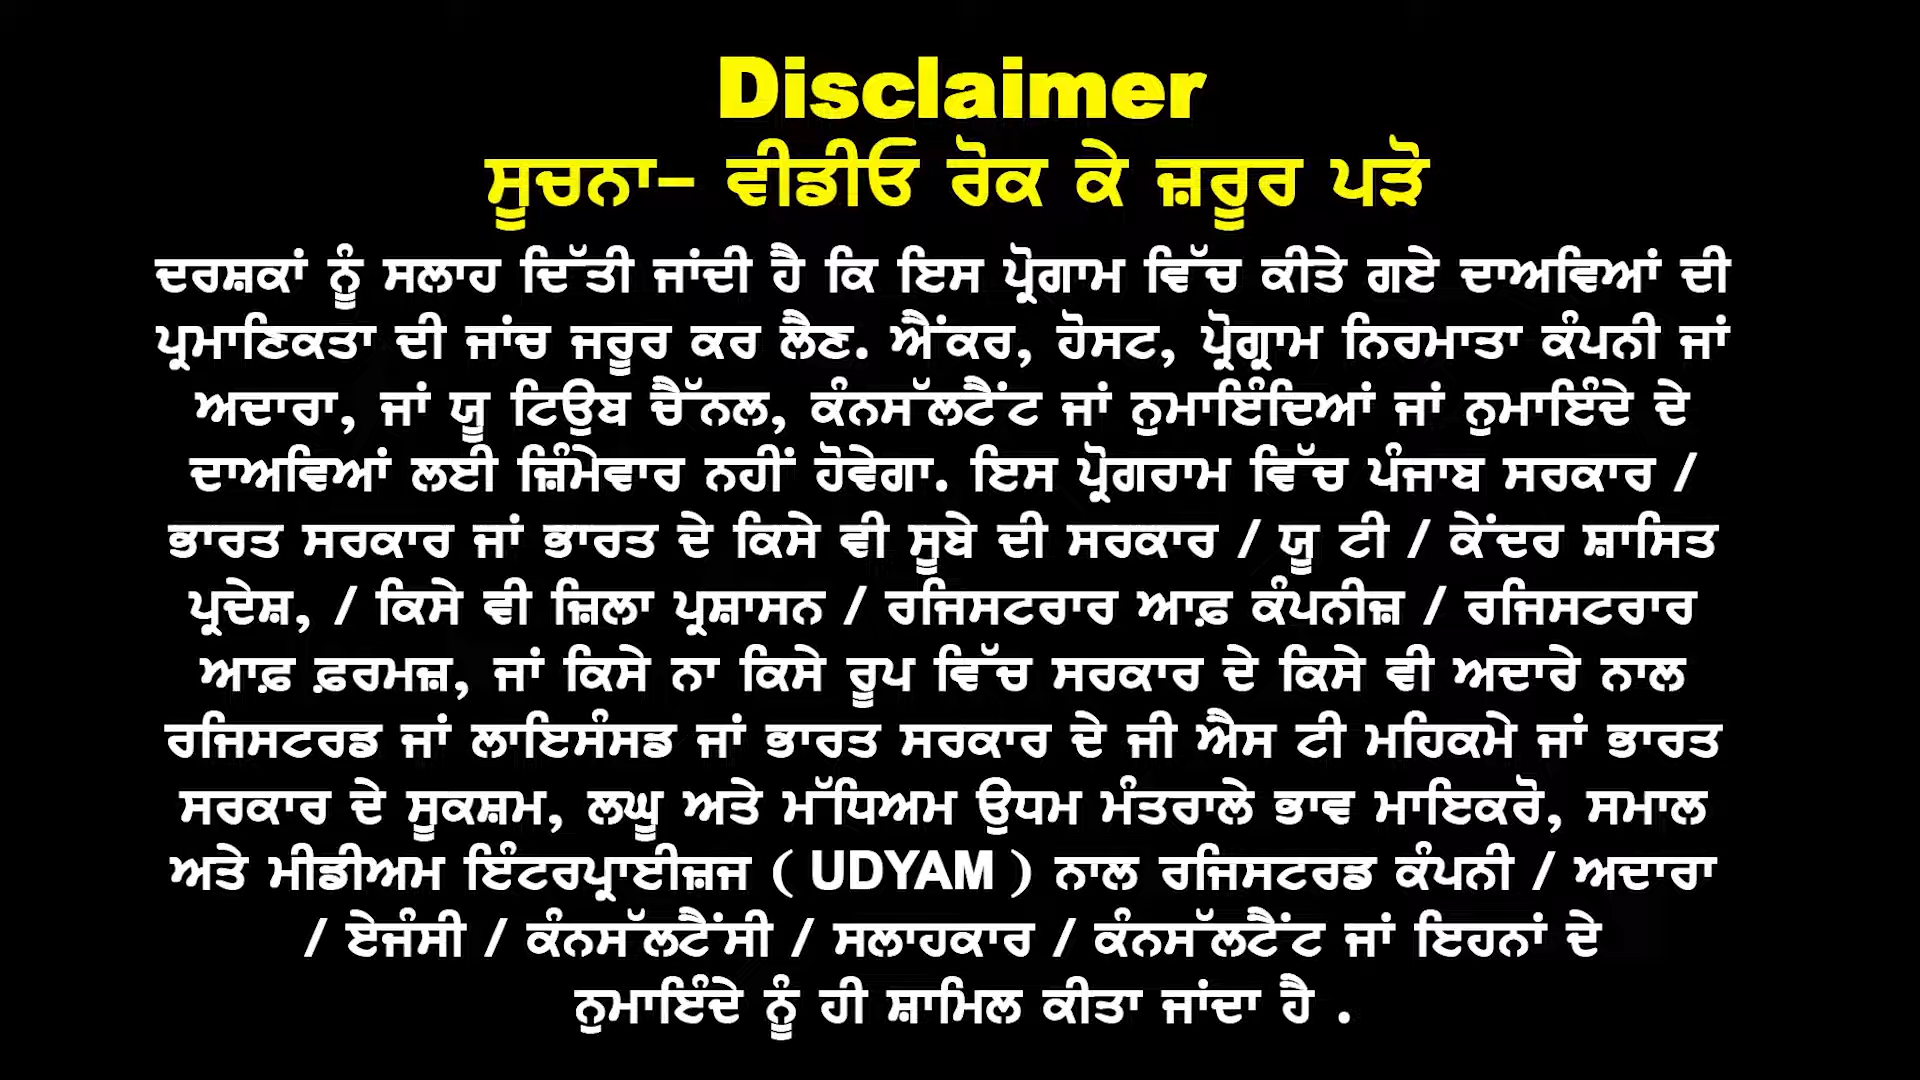 Disclaimer
ਸੂਚਨਾ- ਵੀਡੀਓ ਰੋਕ ਕੇ ਜ਼ਰੂਰ ਪੜੋ
ਦਰਸ਼ਕਾਂ ਨੂੰ ਸਲਾਹ ਦਿੱਤੀ ਜਾਂਦੀ ਹੈ ਕਿ ਇਸ ਪ੍ਰੋਗਾਮ ਵਿੱਚ ਕੀਤੇ ਗਏ ਦਾਅਵਿਆਂ ਦੀ
ਪ੍ਰਮਾਣਿਕਤਾ ਦੀ ਜਾਂਚ ਜਰੂਰ ਕਰ ਲੈਣ. ਐਂਕਰ, ਹੋਸਟ, ਪ੍ਰੋਗ੍ਰਾਮ ਨਿਰਮਾਤਾ ਕੰਪਨੀ ਜਾਂ
ਅਦਾਰਾ, ਜਾਂ ਯੂ ਟਿਊਬ ਚੈੱਨਲ, ਕੰਨਸੱਲਟੈਂਟ ਜਾਂ ਨੁਮਾਇੰਦਿਆਂ ਜਾਂ ਨੁਮਾਇੰਦੇ ਦੇ
ਦਾਅਵਿਆਂ ਲਈ ਜ਼ਿੰਮੇਵਾਰ ਨਹੀਂ ਹੋਵੇਗਾ. ਇਸ ਪ੍ਰੋਗਰਾਮ ਵਿੱਚ ਪੰਜਾਬ ਸਰਕਾਰ /
ਭਾਰਤ ਸਰਕਾਰ ਜਾਂ ਭਾਰਤ ਦੇ ਕਿਸੇ ਵੀ ਸੂਬੇ ਦੀ ਸਰਕਾਰ / ਯੂ ਟੀ / ਕੇਂਦਰ ਸ਼ਾਸਿਤ
ਪ੍ਰਦੇਸ਼, / ਕਿਸੇ ਵੀ ਜ਼ਿਲਾ ਪ੍ਰਸ਼ਾਸਨ / ਰਜਿਸਟਰਾਰ ਆਫ਼ ਕੰਪਨੀਜ਼ / ਰਜਿਸਟਰਾਰ
ਆਫ਼ ਫ਼ਰਮਜ਼, ਜਾਂ ਕਿਸੇ ਨਾ ਕਿਸੇ ਰੂਪ ਵਿੱਚ ਸਰਕਾਰ ਦੇ ਕਿਸੇ ਵੀ ਅਦਾਰੇ ਨਾਲ
ਰਜਿਸਟਰਡ ਜਾਂ ਲਾਇਸੰਸਡ ਜਾਂ ਭਾਰਤ ਸਰਕਾਰ ਦੇ ਜੀ ਐਸ ਟੀ ਮਹਿਕਮੇ ਜਾਂ ਭਾਰਤ
ਸਰਕਾਰ ਦੇ ਸੂਕਸ਼ਮ, ਲਘੂ ਅਤੇ ਮੱਧਿਅਮ ਉਧਮ ਮੰਤਰਾਲੇ ਭਾਵ ਮਾਇਕਰੋ, ਸਮਾਲ
ਅਤੇ ਮੀਡੀਅਮ ਇੰਟਰਪ੍ਰਾਈਜ਼ਜ ( UDYAM ) ਨਾਲ ਰਜਿਸਟਰਡ ਕੰਪਨੀ / ਅਦਾਰਾ
/ ਏਜੰਸੀ / ਕੰਨਸੱਲਟੈਂਸੀ / ਸਲਾਹਕਾਰ / ਕੰਨਸੱਲਟੈਂਟ ਜਾਂ ਇਹਨਾਂ ਦੇ
ਨੁਮਾਇੰਦੇ ਨੂੰ ਹੀ ਸ਼ਾਮਿਲ ਕੀਤਾ ਜਾਂਦਾ ਹੈ .